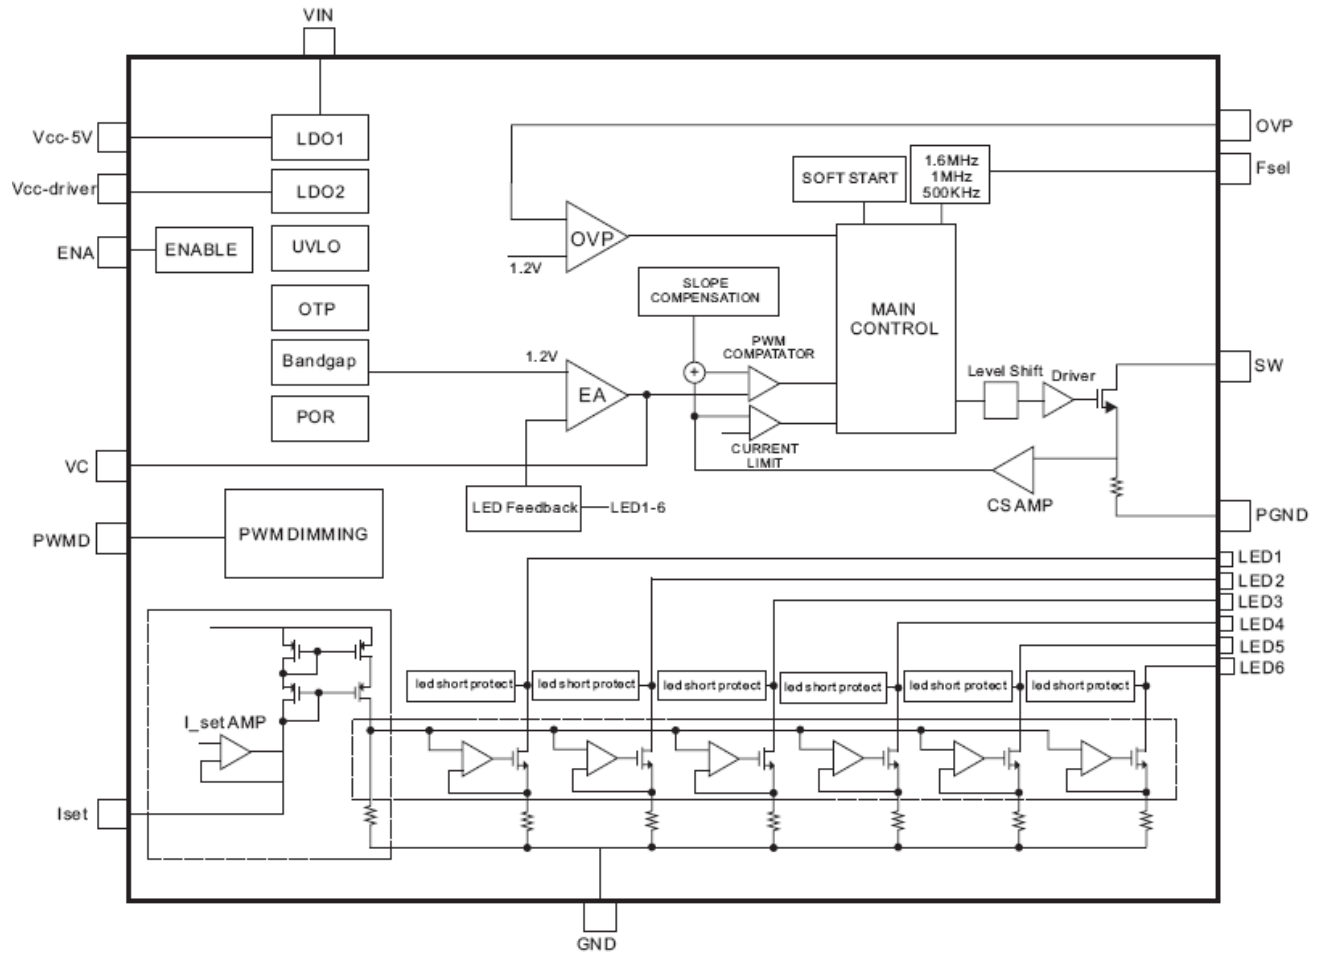 VIN
Vcc-5V
LDO1
OVP
Vcc-driver
LDO2
SOFT START
1.6MHz
1MHz
500KHz
Fsel
ENA
ENABLE
UVLO
OVP
1.2V
SLOPE
COMPENSATION
MAIN
CONTROL
OTP
Bandgap
1.2V
PWM
COMPATATOR
EA
Level Shift
Driver
SW
POR
CURRENT
LIMIT
VC
CS AMP
LED Feedback
LED1-6
PGND
PWMD
PWM DIMMING
LED1
LED2
LED3
LED4
LED5
LED6
led short protect
led short protect
led short protect
led short protect
led short protect
led short protect
I_set AMP
Iset
GND